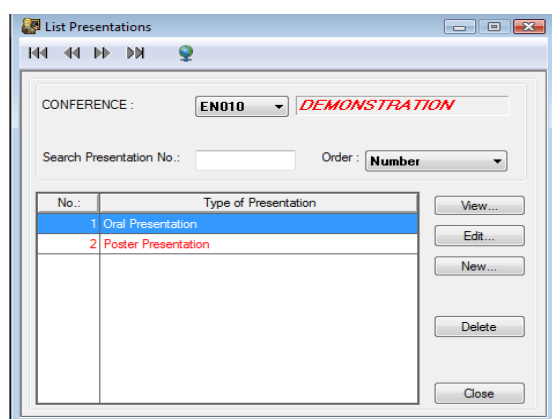 List Presentations
CONFERENCE : EN010 DEMONSTRATION
Search Presentation No.: Order : Number
No.: Type of Presentation
1 Oral Presentation
2 Poster Presentation
View...
Edit...
New...
Delete
Close